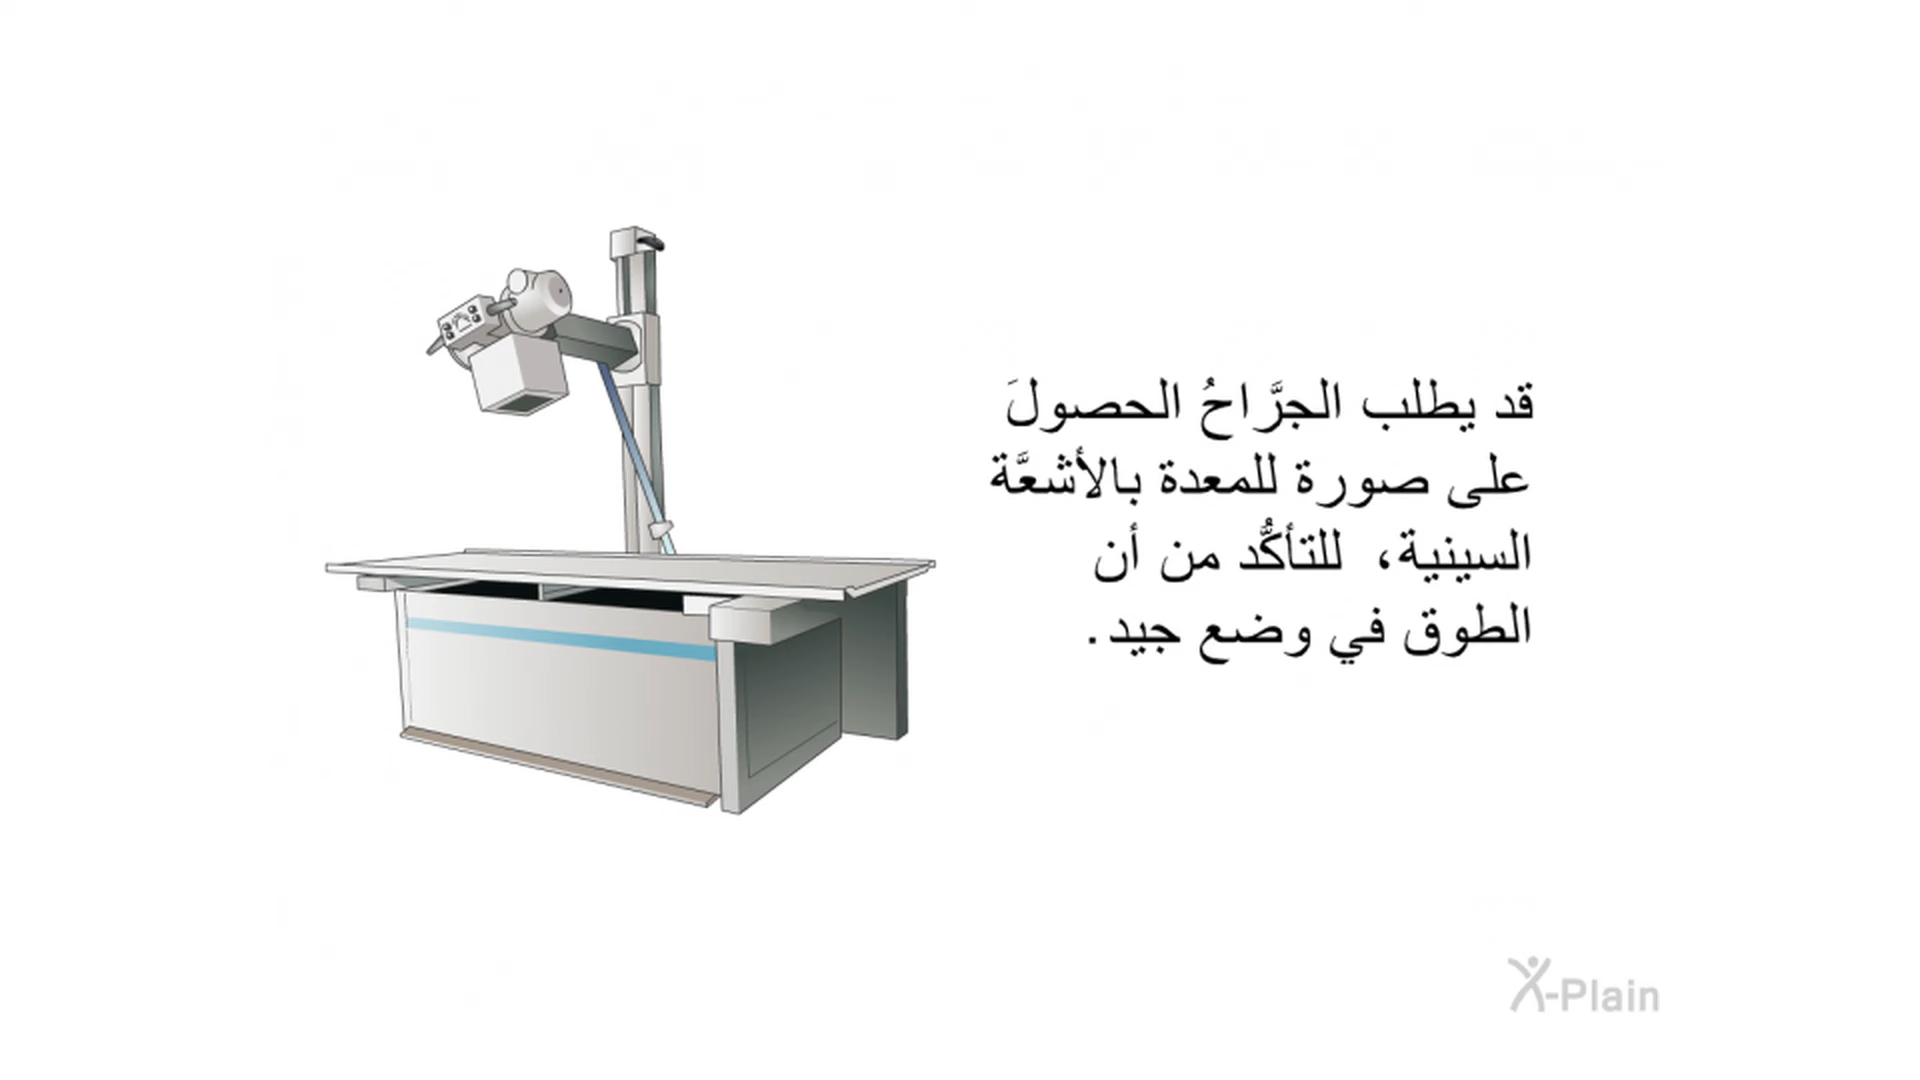 قد يطلب الجرَّاحُ الحصولَ
على صورة للمعدة بالأشعَّة
السينية، للتأكُّد من أن
الطوق في وضع جيد.
X-Plain